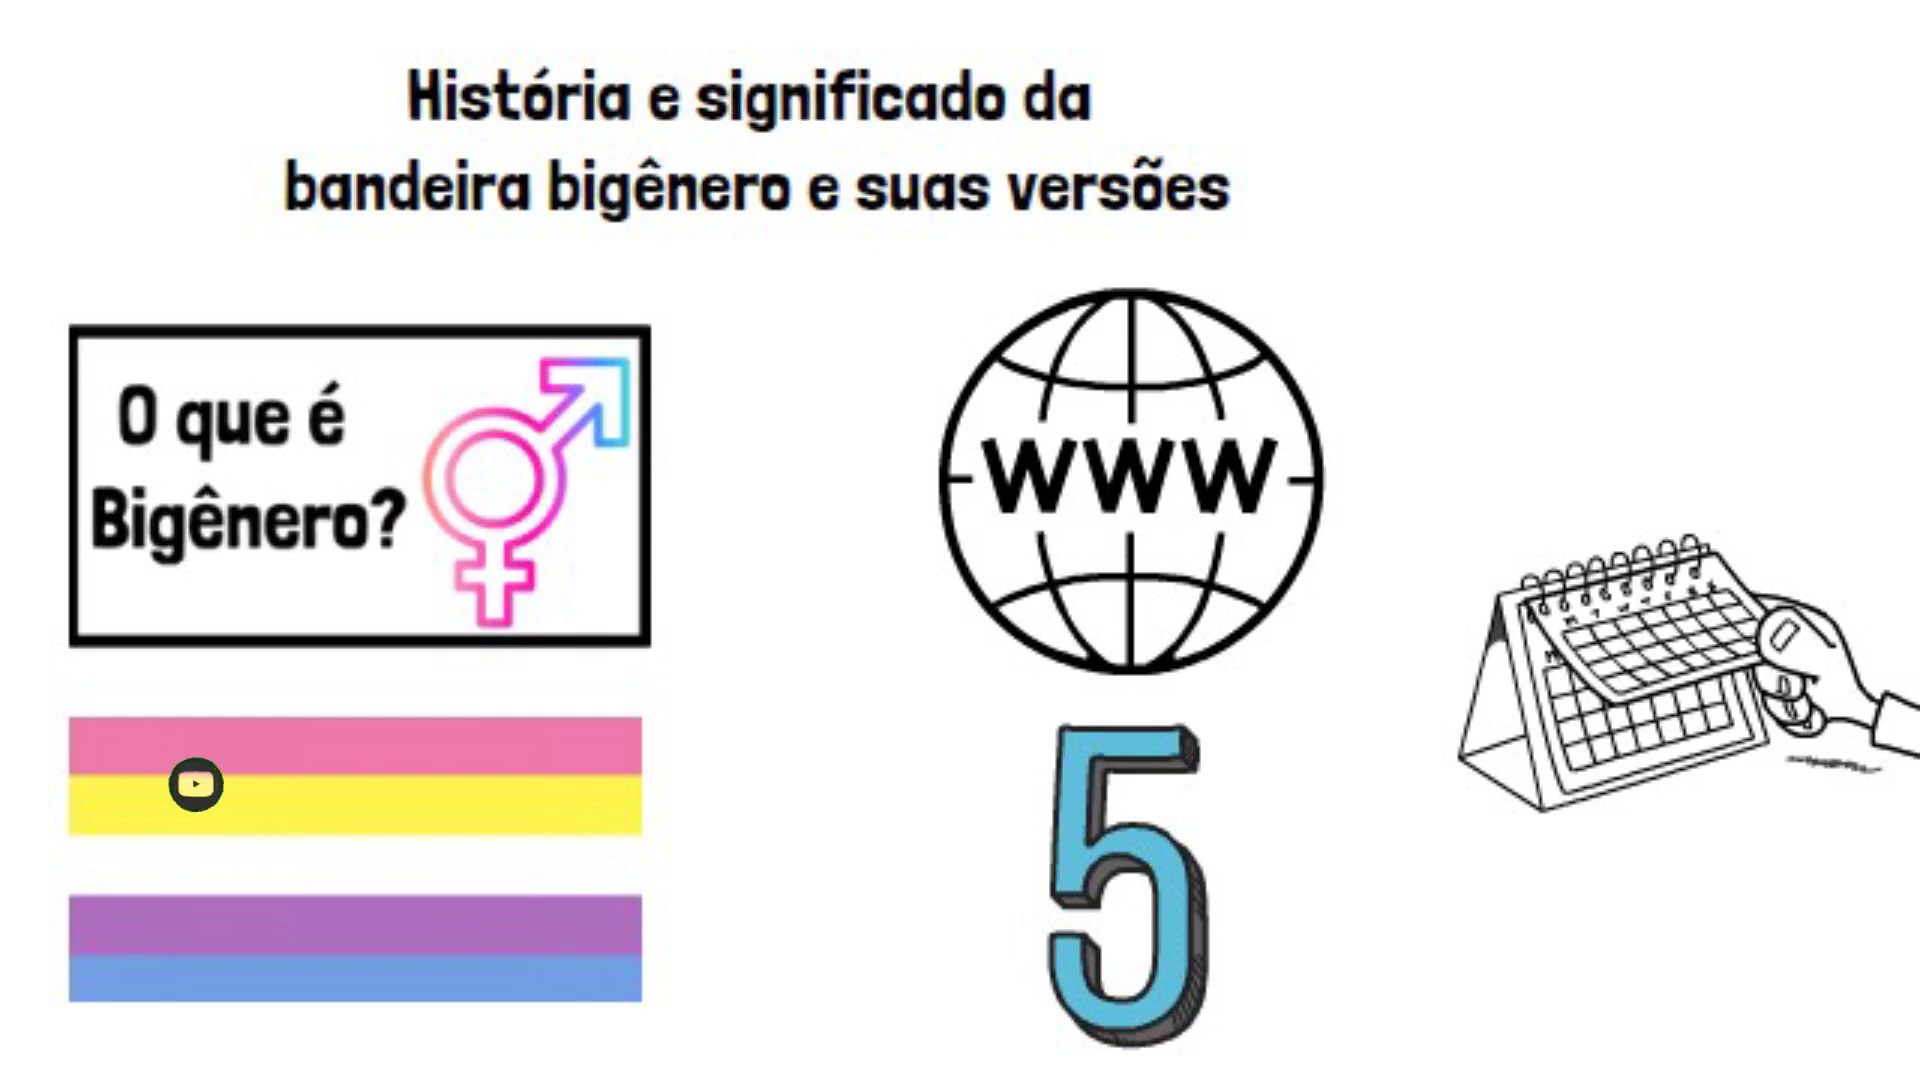 História e significado da
bandeira bigênero e suas versões
O que é
Bigênero?
WWW
5